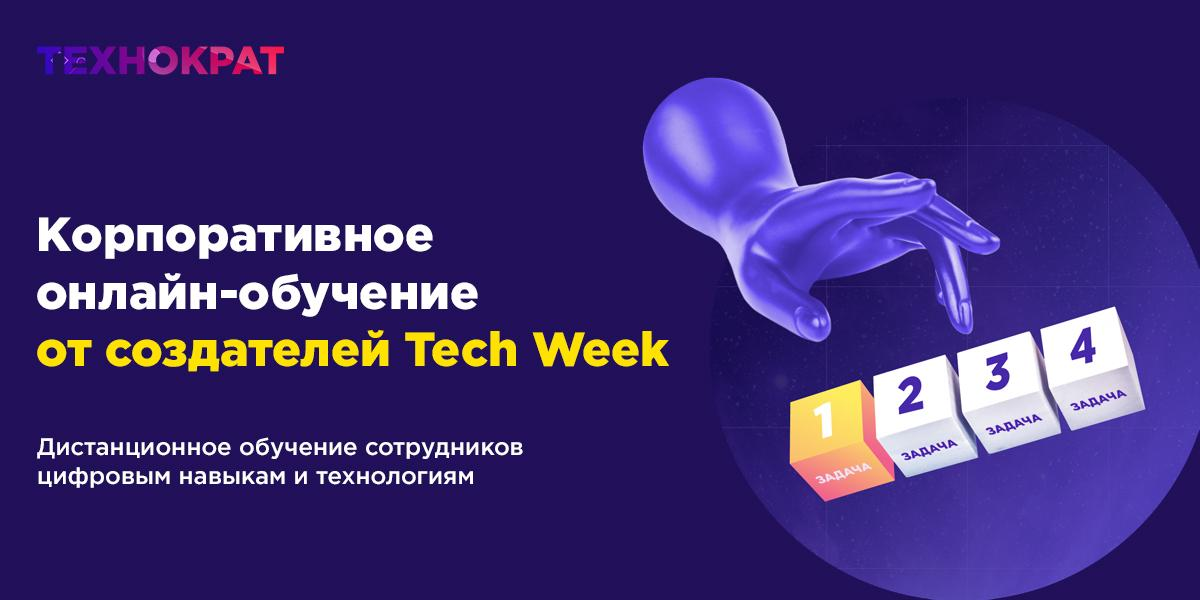 ТЕХНОКРАТ
Корпоративное
онлайн-обучение
от создателей Tech Week
Дистанционное обучение сотрудников
цифровым навыкам и технологиям
1
ЗАДАЧА
2
ЗАДАЧА
3
ЗАДАЧА
4
ЗАДАЧА